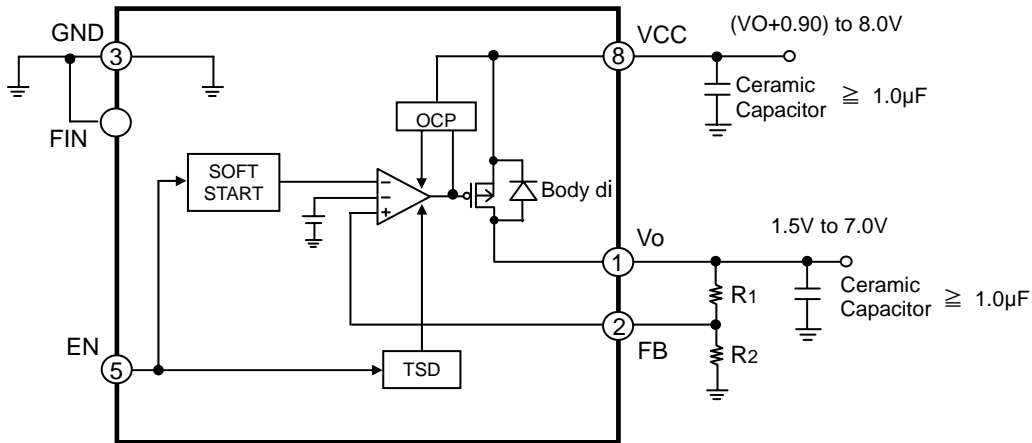 GND
3
FIN
SOFT
START
EN
5
OCP
−
−
+
TSD
Body di
VCC
8
(VO+0.90) to 8.0V
Ceramic
Capacitor ≧ 1.0µF
Vo
1
1.5V to 7.0V
R1
Ceramic
Capacitor ≧ 1.0µF
2
FB
R2